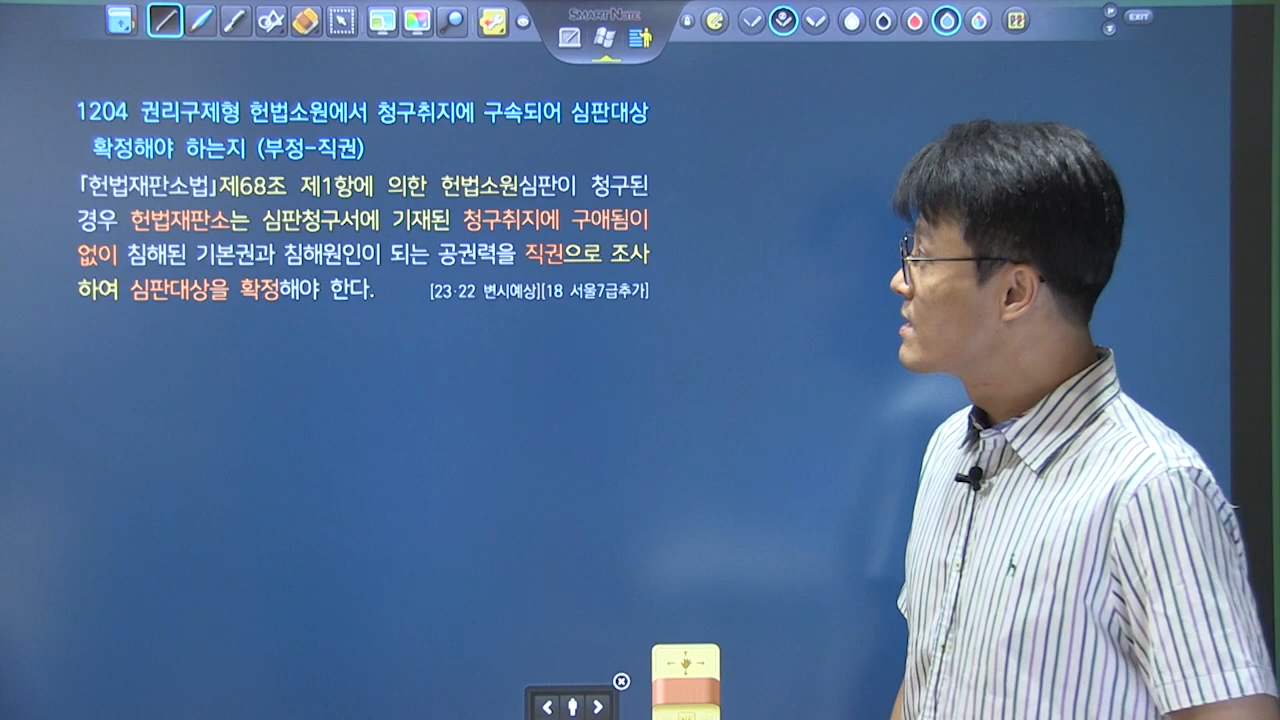 SMART NOTE
EXIT
1204 권리구제형 헌법소원에서 청구취지에 구속되어 심판대상
확정해야 하는지 (부정-직권)
「헌법재판소법」제68조 제1항에 의한 헌법소원심판이 청구된
경우 헌법재판소는 심판청구서에 기재된 청구취지에 구애됨이
없이 침해된 기본권과 침해원인이 되는 공권력을 직권으로 조사
하여 심판대상을 확정해야 한다. [23·22 변시예상][18 서울7급추가]